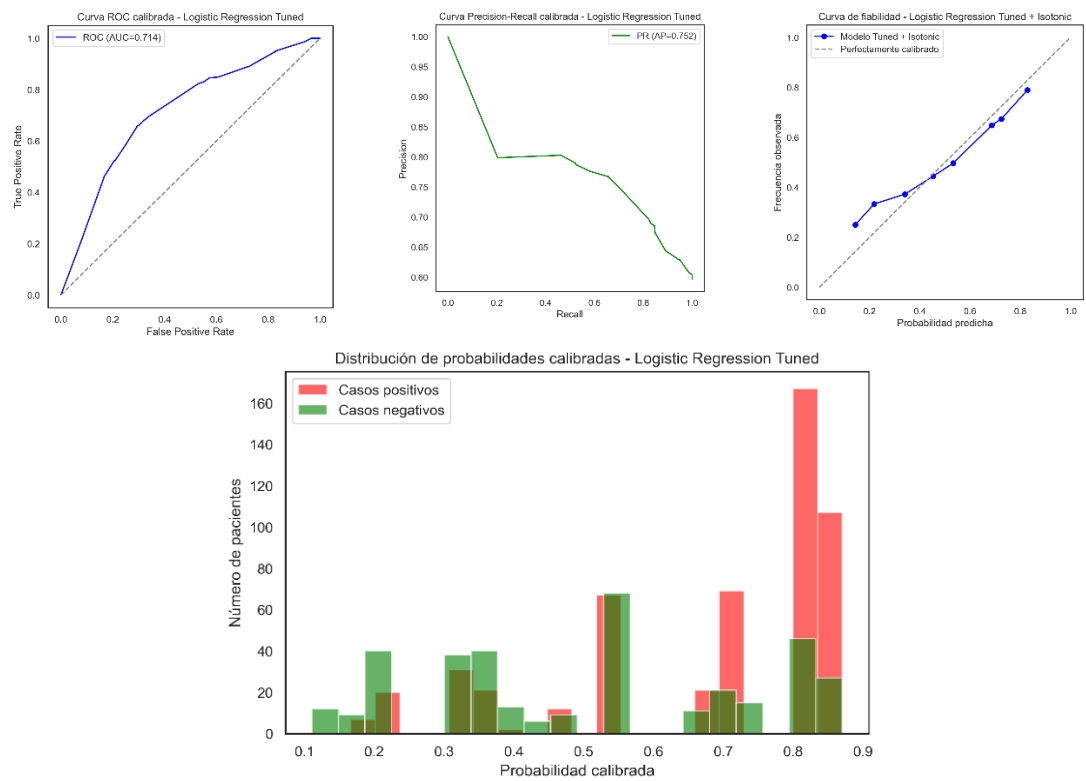 Curva ROC calibrada - Logistic Regression Tuned
ROC (AUC=0.714)
True Positive Rate
1.0
0.8
0.6
0.4
0.2
0.0
0.0 0.2 0.4 0.6 0.8 1.0
False Positive Rate
Curva Precision-Recall calibrada - Logistic Regression Tuned
PR (AP=0.752)
Precision
1.00
0.95
0.90
0.85
0.80
0.75
0.70
0.65
0.60
0.0 0.2 0.4 0.6 0.8 1.0
Recall
Curva de fiabilidad - Logistic Regression Tuned + Isotonic
Modelo Tuned + Isotonic
Perfectamente calibrado
Frecuencia observada
1.0
0.8
0.6
0.4
0.2
0.0
0.0 0.2 0.4 0.6 0.8 1.0
Probabilidad predicha
Distribución de probabilidades calibradas - Logistic Regression Tuned
Casos positivos
Casos negativos
Número de pacientes
160
140
120
100
80
60
40
20
0
0.1 0.2 0.3 0.4 0.5 0.6 0.7 0.8 0.9
Probabilidad calibrada